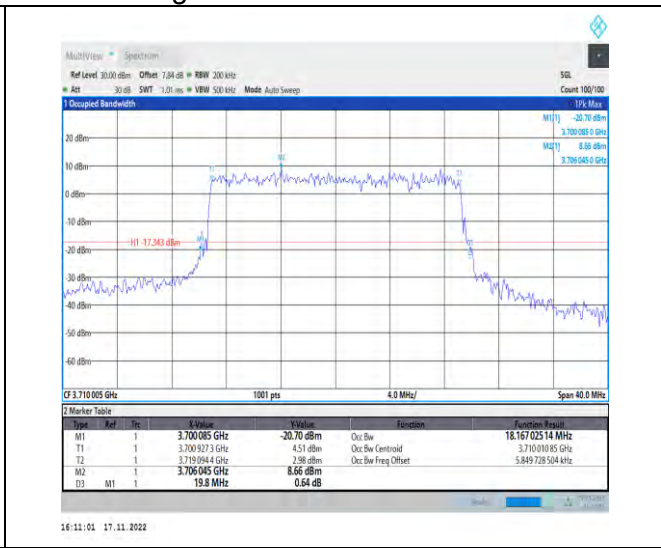 MultiView Spectrum
Ref Level 30.00 dBm Offset 7.84 dB RBW 200 kHz SGL
Att 30 dB SWT 1.01 ms VBW 500 kHz Mode Auto Sweep Count 100/100
1 Occupied Bandwidth 1Pk Max
M1[1] -20.70 dBm
3.700 085 0 GHz
M2[1] 8.66 dBm
3.706 045 0 GHz
20 dBm
M2
10 dBm
T1 T2
0 dBm
-10 dBm
H1 -17.343 dBm
-20 dBm
-30 dBm
-40 dBm
-50 dBm
-60 dBm
CF 3.710 005 GHz 1001 pts 4.0 MHz/ Span 40.0 MHz
2 Marker Table
Type Ref Trc X-Value Y-Value Function Function Result
M1 1 3.700 085 GHz -20.70 dBm Occ Bw 18.167 025 14 MHz
T1 1 3.700 927 3 GHz 4.51 dBm Occ Bw Centroid 3.710 010 85 GHz
T2 1 3.719 094 4 GHz 2.98 dBm Occ Bw Freq Offset 5.849 728 504 kHz
M2 1 3.706 045 GHz 8.66 dBm
D3 M1 1 19.8 MHz 0.64 dB
16:11:01 17.11.2022